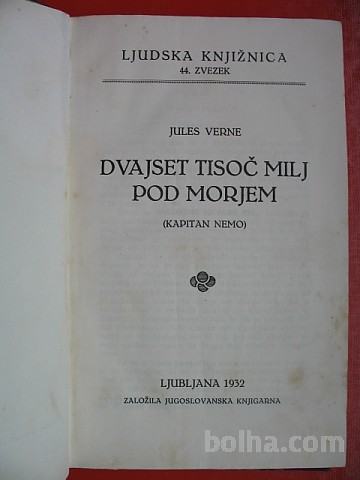 LJUDSKA KNJIŽNICA
44. ZVEZEK
JULES VERNE
DVAJSET TISOČ MILJ
POD MORJEM
(KAPITAN NEMO)
LJUBLJANA 1932
ZALOŽILA JUGOSLOVANSKA KNJIGARNA
bolha.com